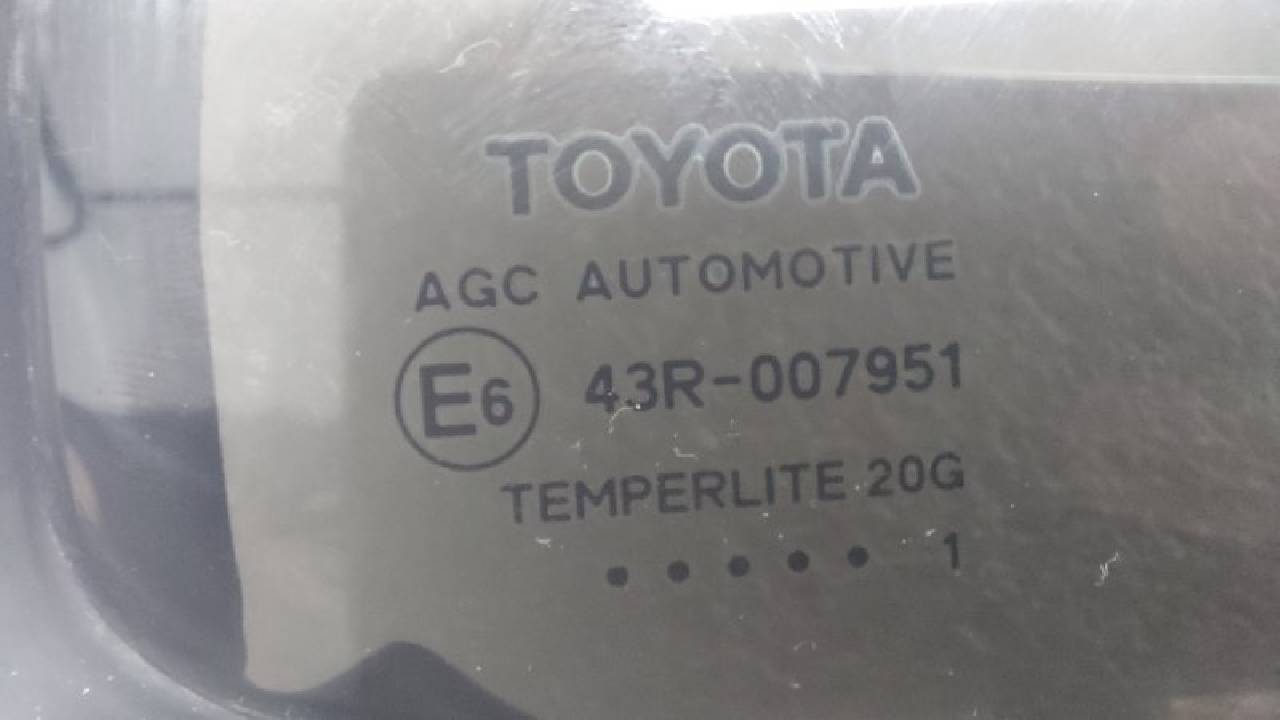 TOYOTA
AGC AUTOMOTIVE
E6 43R-007951
TEMPERLITE 20G
• • • • • 1